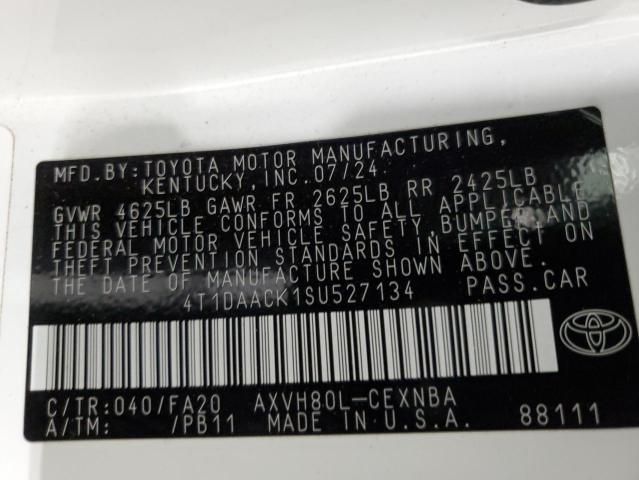 MFD.BY:TOYOTA MOTOR MANUFACTURING,
KENTUCKY, INC.07/24
GVWR 4625LB GAWR FR 2625LB RR 2425LB
THIS VEHICLE CONFORMS TO ALL APPLICABLE
FEDERAL MOTOR VEHICLE SAFETY, BUMPER, AND
THEFT PREVENTION STANDARDS IN EFFECT ON
THE DATE OF MANUFACTURE SHOWN ABOVE.
4T1DAACK1SU527134 PASS.CAR
C/TR:040/FA20 AXVH80L-CEXNBA
A/TM: /PB11 MADE IN U.S.A. 88111